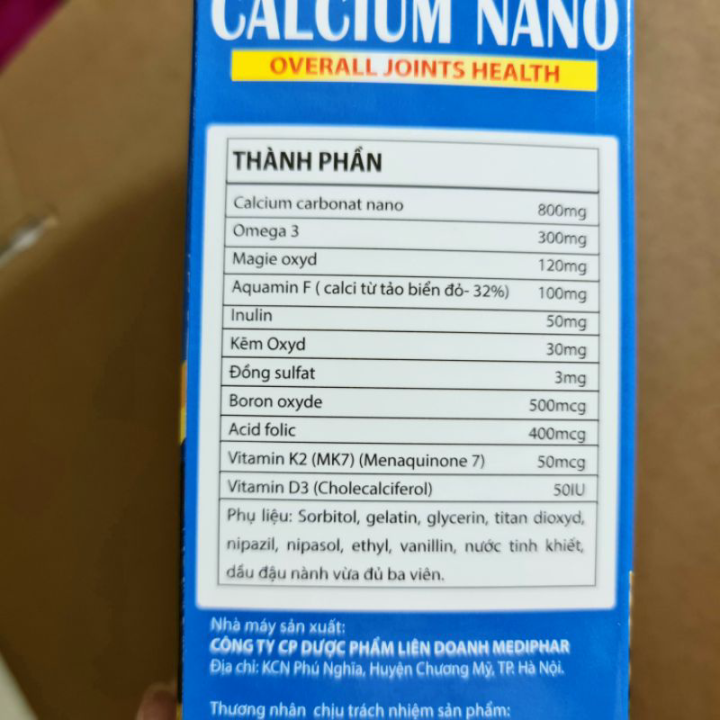 CALCIUM NANO
OVERALL JOINTS HEALTH
THÀNH PHẦN
Calcium carbonat nano 800mg
Omega 3 300mg
Magie oxyd 120mg
Aquamin F ( calci từ tảo biển đỏ- 32%) 100mg
Inulin 50mg
Kẽm Oxyd 30mg
Đồng sulfat 3mg
Boron oxyde 500mcg
Acid folic 400mcg
Vitamin K2 (MK7) (Menaquinone 7) 50mcg
Vitamin D3 (Cholecalciferol) 50IU
Phụ liệu: Sorbitol, gelatin, glycerin, titan dioxyd,
nipazil, nipasol, ethyl, vanillin, nước tinh khiết,
dầu đậu nành vừa đủ ba viên.
Nhà máy sản xuất:
CÔNG TY CP DƯỢC PHẨM LIÊN DOANH MEDIPHAR
Địa chỉ: KCN Phú Nghĩa, Huyện Chương Mỹ, TP. Hà Nội.
Thương nhân chịu trách nhiệm sản phẩm: